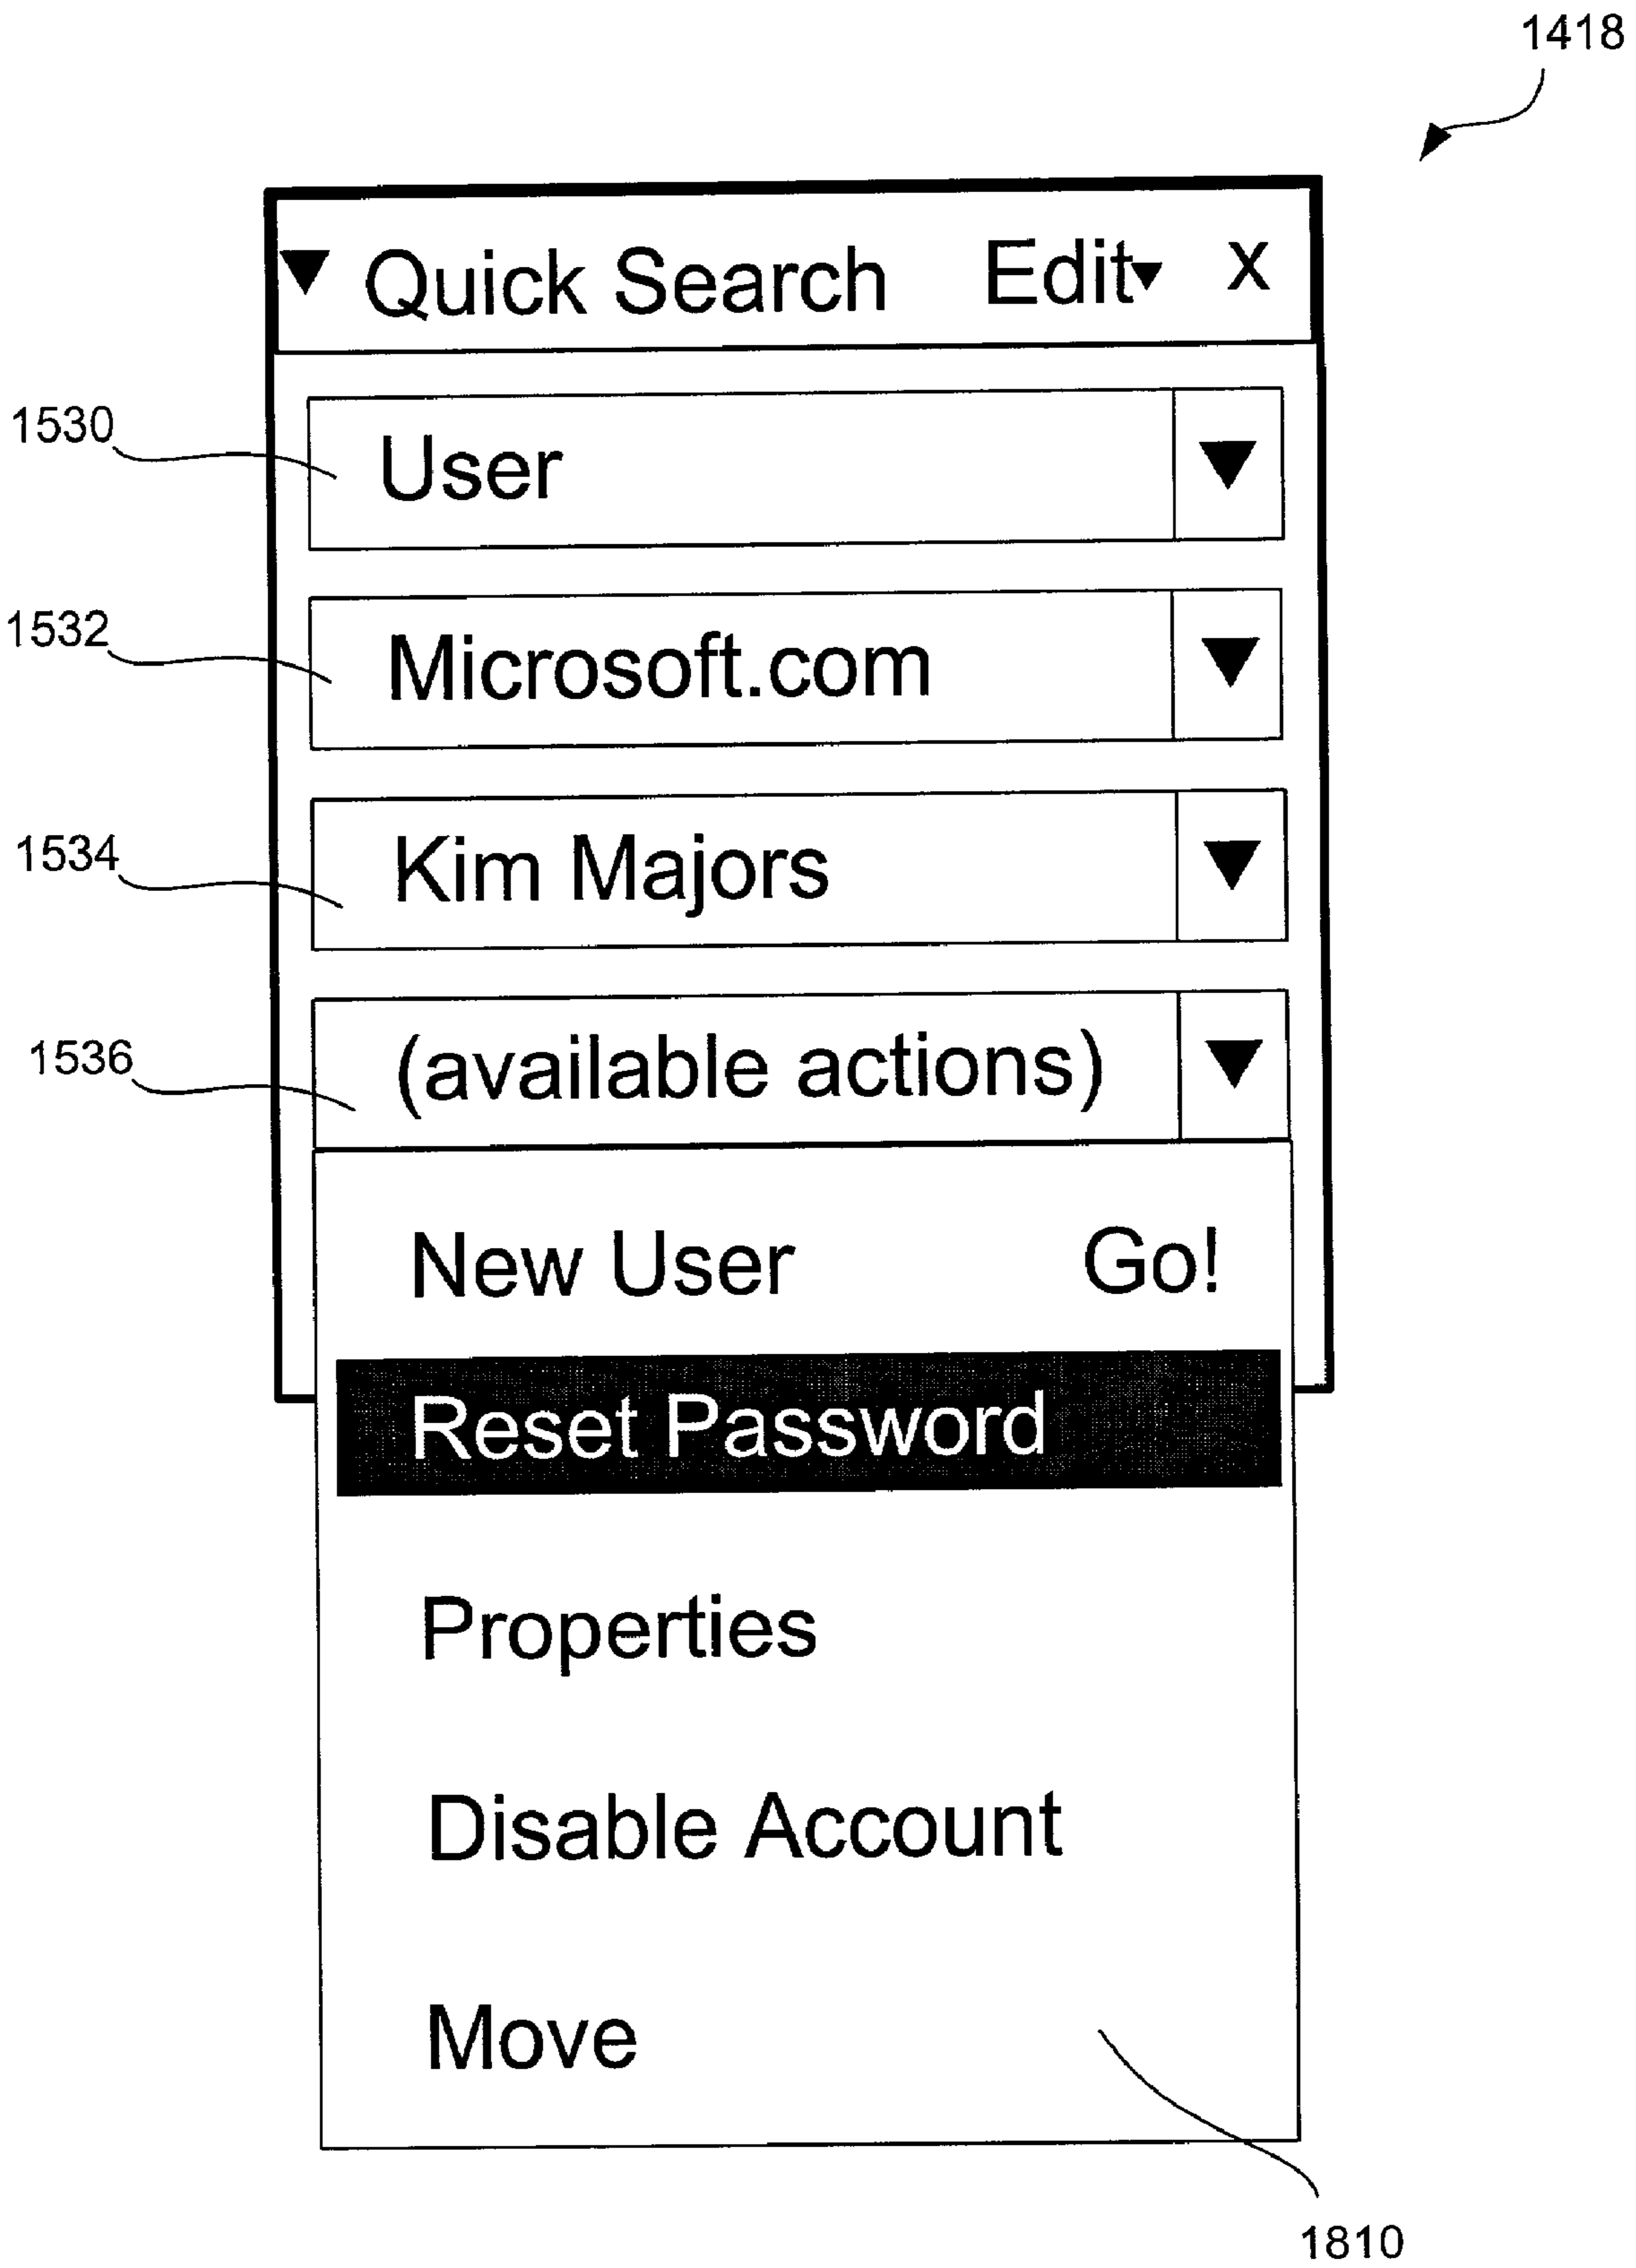 1418
Quick Search Edit X
1530
User
1532
Microsoft.com
1534
Kim Majors
1536
(available actions)
New User Go!
Reset Password
Properties
Disable Account
Move
1810